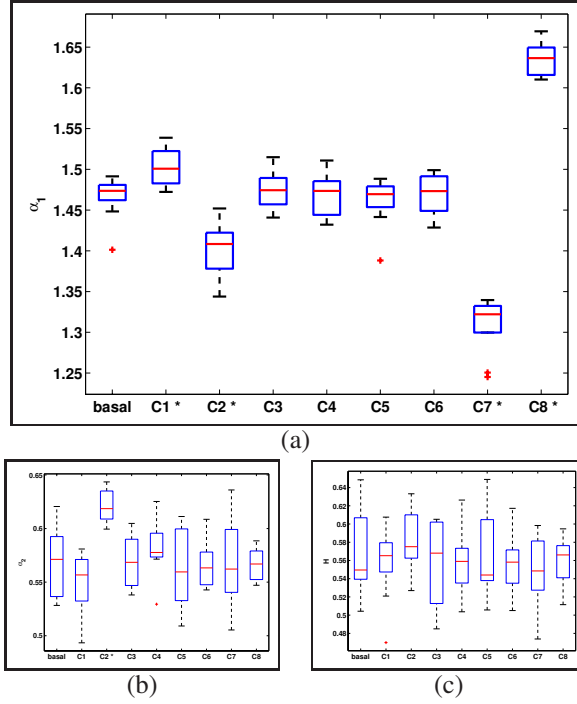 1.65
1.6
1.55
1.5
1.45
1.4
1.35
1.3
1.25
α1
basal C1 * C2 * C3 C4 C5 C6 C7 * C8 *
(a)
0.65
0.6
0.55
0.5
α2
basal C1 C2 * C3 C4 C5 C6 C7 C8
(b)
0.64
0.62
0.6
0.58
0.56
0.54
0.52
0.5
0.48
H
basal C1 C2 C3 C4 C5 C6 C7 C8
(c)